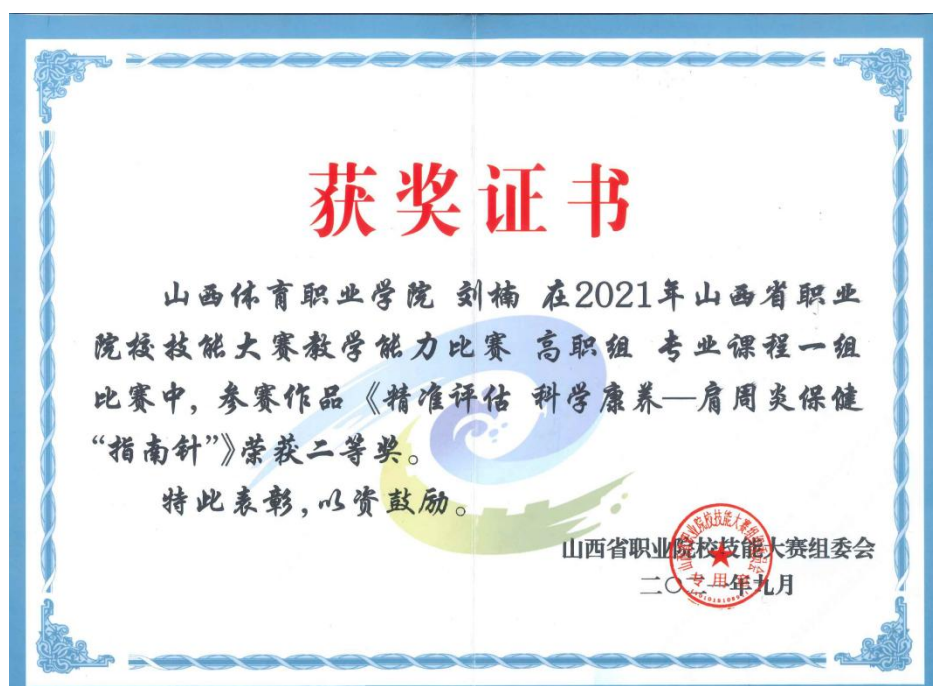 获奖证书
山西体育职业学院 刘楠 在2021年山西省职业
院校技能大赛教学能力比赛 高职组 专业课程一组
比赛中，参赛作品《精准评估 科学康养—肩周炎保健
“指南针”》荣获二等奖。
特此表彰，以资鼓励。
山西省职业院校技能大赛组委会
二〇二一年九月